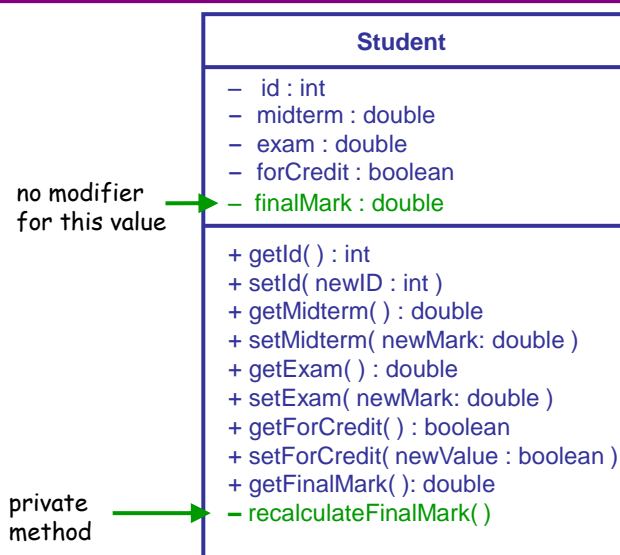 Student
– id : int
– midterm : double
– exam : double
– forCredit : boolean
no modifier
for this value
– finalMark : double
+ getId( ) : int
+ setId( newID : int )
+ getMidterm( ) : double
+ setMidterm( newMark: double )
+ getExam( ) : double
+ setExam( newMark: double )
+ getForCredit( ) : boolean
+ setForCredit( newValue : boolean )
+ getFinalMark( ): double
private
method
– recalculateFinalMark( )